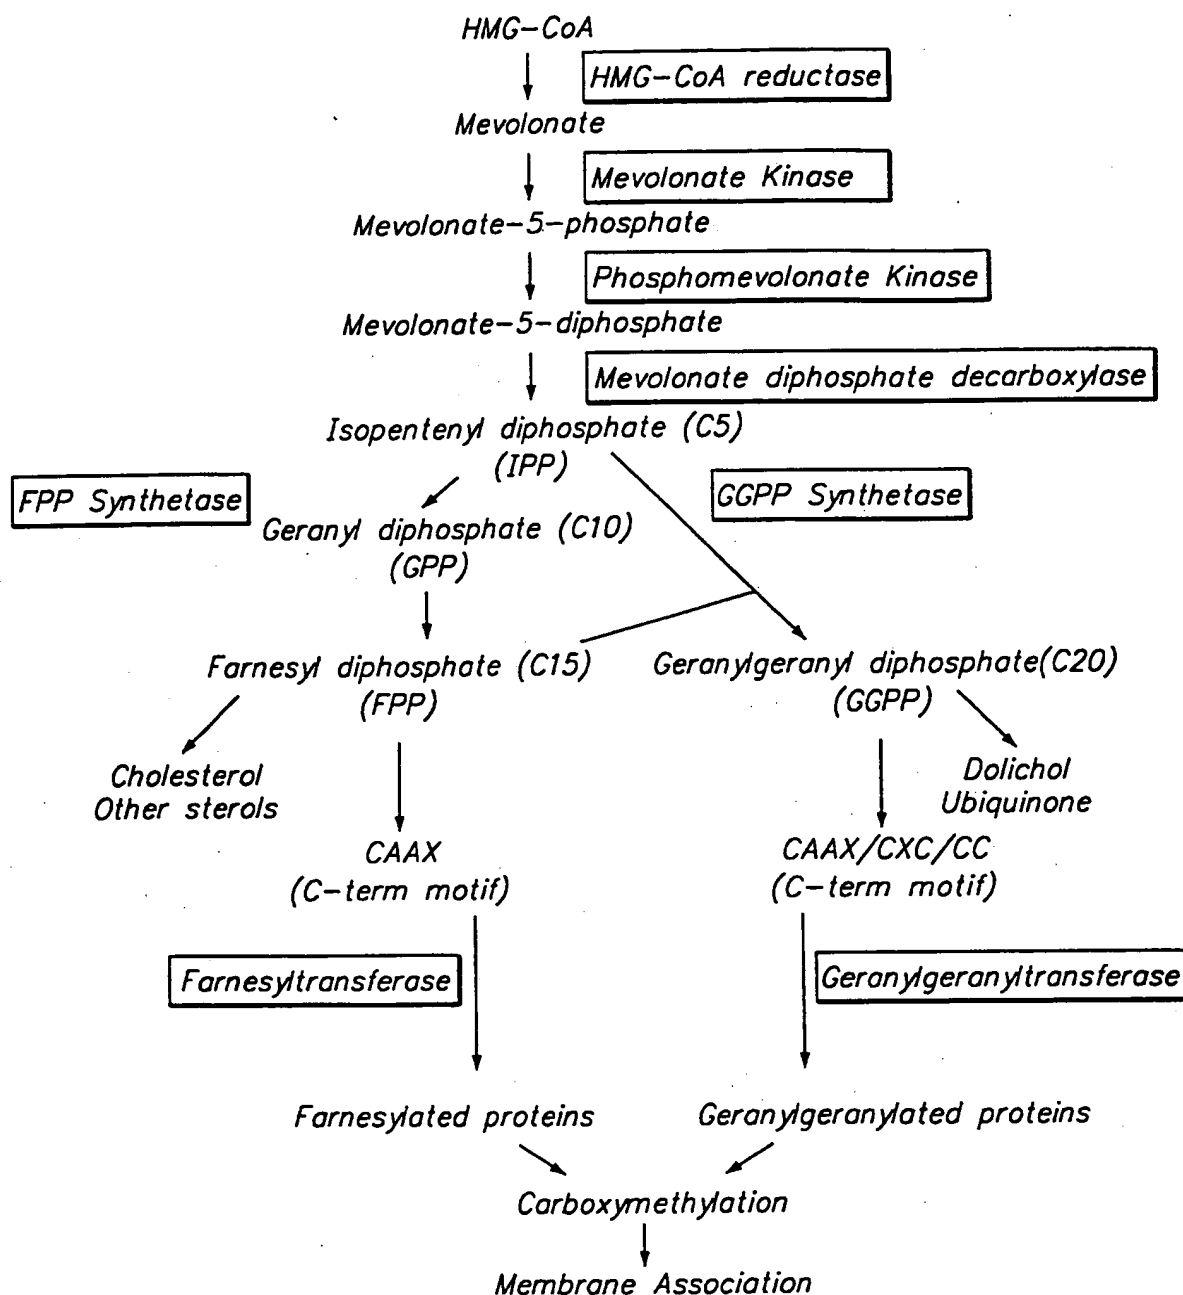 HMG-CoA
HMG-CoA reductase
Mevolonate
Mevolonate Kinase
Mevolonate-5-phosphate
Phosphomevolonate Kinase
Mevolonate-5-diphosphate
Mevolonate diphosphate decarboxylase
Isopentenyl diphosphate (C5)
(IPP)
FPP Synthetase
GGPP Synthetase
Geranyl diphosphate (C10)
(GPP)
Farnesyl diphosphate (C15)
(FPP)
Geranylgeranyl diphosphate(C20)
(GGPP)
Cholesterol
Other sterols
Dolichol
Ubiquinone
CAAX
(C-term motif)
CAAX/CXC/CC
(C-term motif)
Farnesyltransferase
Geranylgeranyltransferase
Farnesylated proteins
Geranylgeranylated proteins
Carboxymethylation
Membrane Association